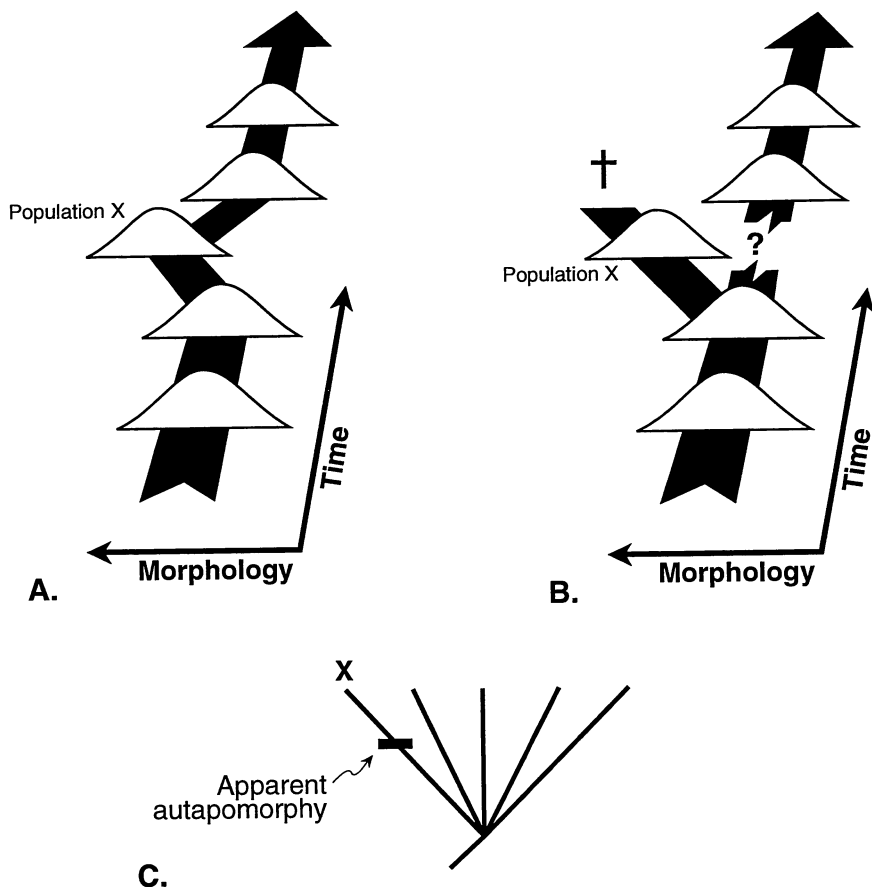 Population X
Time
Morphology
A.
†
Population X
?
Time
Morphology
B.
X
Apparent
autapomorphy
C.